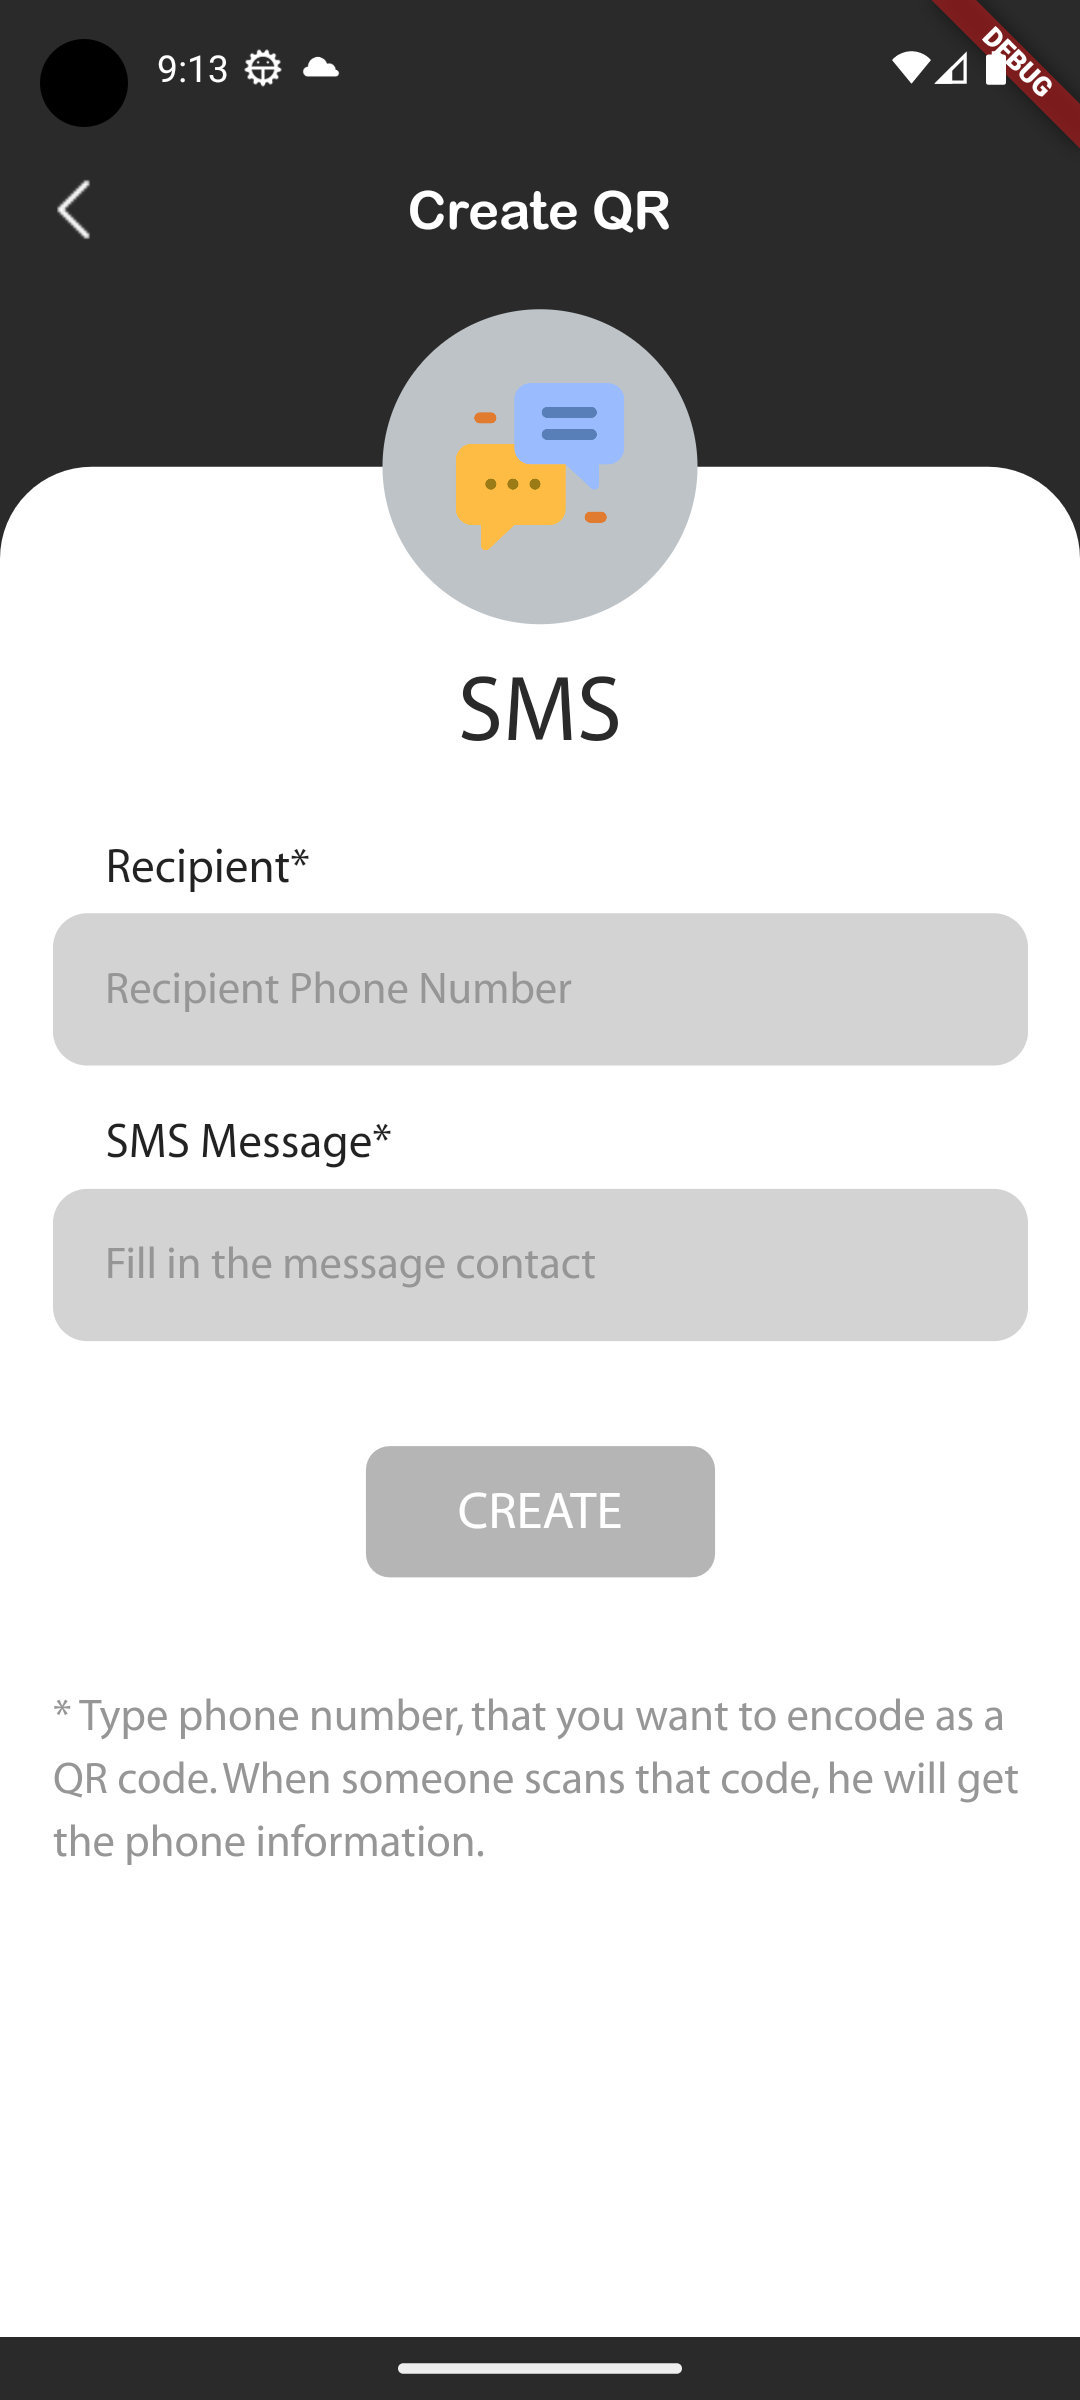 9:13
DEBUG
Create QR
SMS
Recipient*
Recipient Phone Number
SMS Message*
Fill in the message contact
CREATE
* Type phone number, that you want to encode as a
QR code. When someone scans that code, he will get
the phone information.